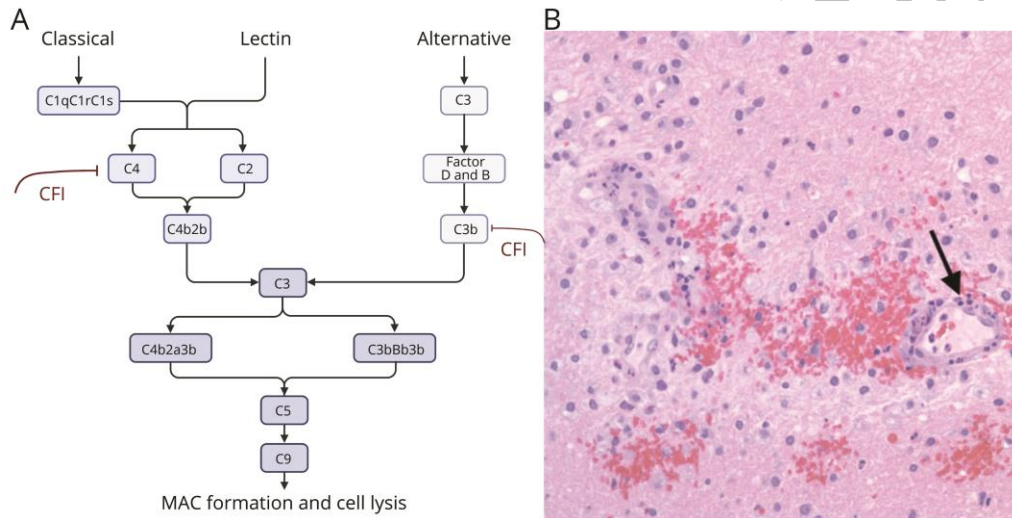 A
B
Classical
Lectin
Alternative
C1qC1rC1s
C3
C4
C2
Factor
D and B
CFI
C4b2b
C3b
CFI
C3
C4b2a3b
C3bBb3b
C5
C9
MAC formation and cell lysis